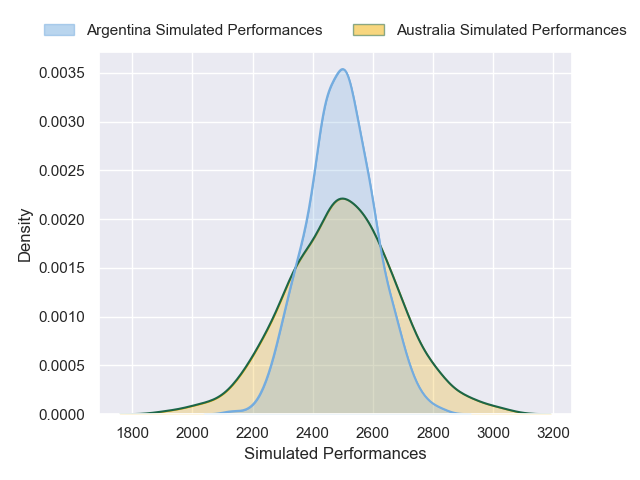 Argentina Simulated Performances Australia Simulated Performances
0.0035
0.0030
0.0025
0.0020
0.0015
0.0010
0.0005
0.0000
Density
1800 2000 2200 2400 2600 2800 3000 3200
Simulated Performances